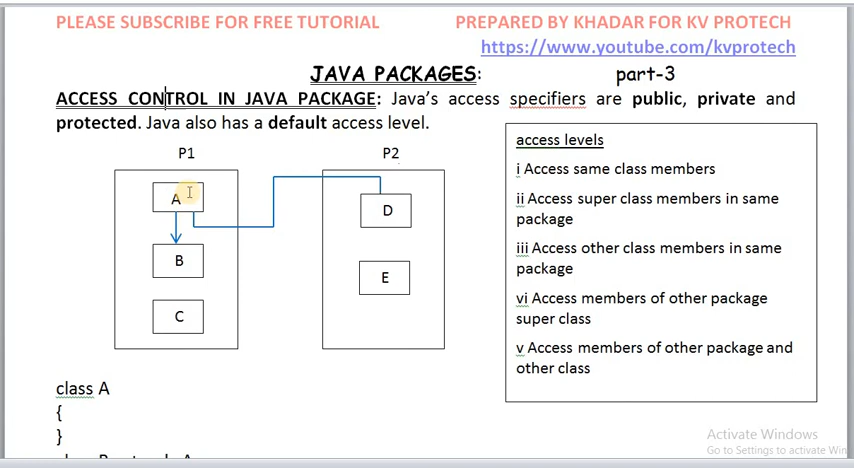 PLEASE SUBSCRIBE FOR FREE TUTORIAL PREPARED BY KHADAR FOR KV PROTECH
https://www.youtube.com/kvprotech
JAVA PACKAGES: part-3
ACCESS CONTROL IN JAVA PACKAGE: Java's access specifiers are public, private and
protected. Java also has a default access level.
P1
P2
A
B
C
D
E
access levels
i Access same class members
ii Access super class members in same
package
iii Access other class members in same
package
vi Access members of other package
super class
v Access members of other package and
other class
class A
{
}
Activate Windows
Go to Settings to activate Win